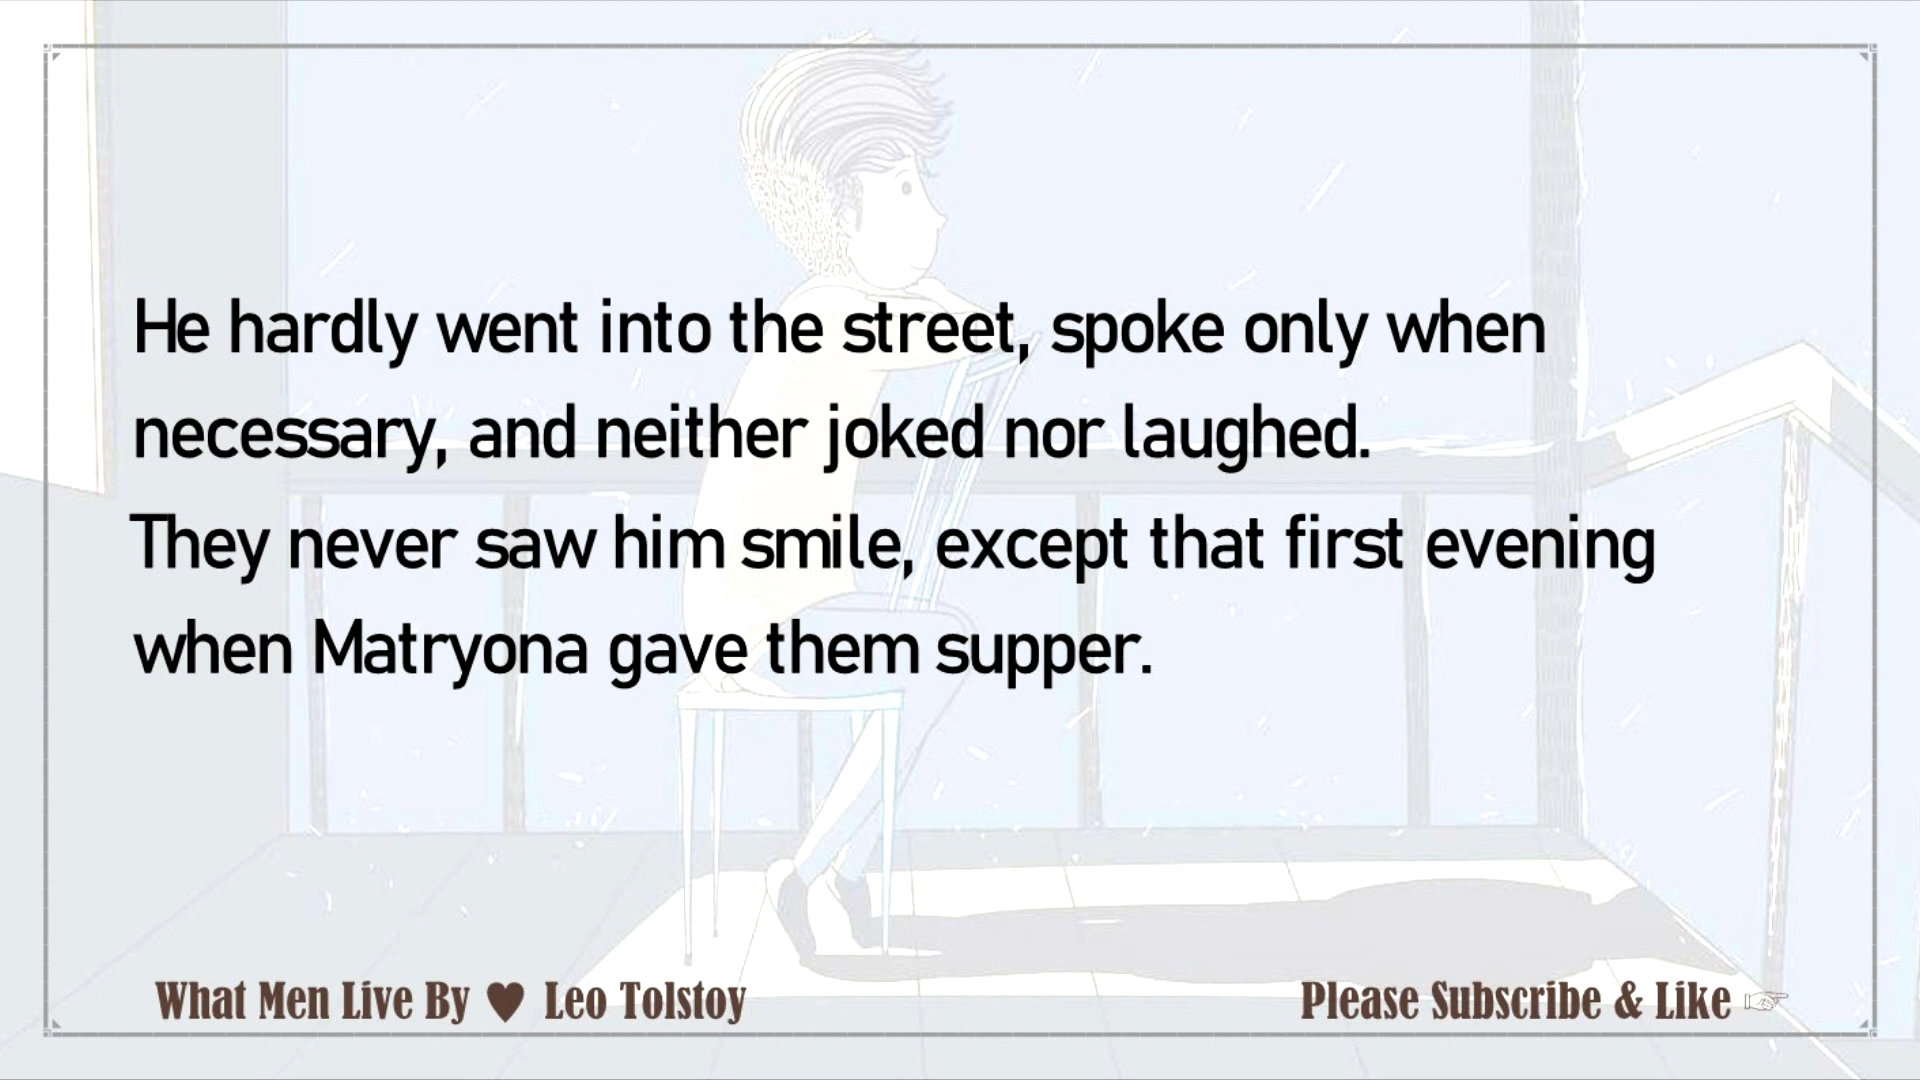 He hardly went into the street, spoke only when
necessary, and neither joked nor laughed.
They never saw him smile, except that first evening
when Matryona gave them supper.
What Men Live By ♥ Leo Tolstoy
Please Subscribe & Like ☞